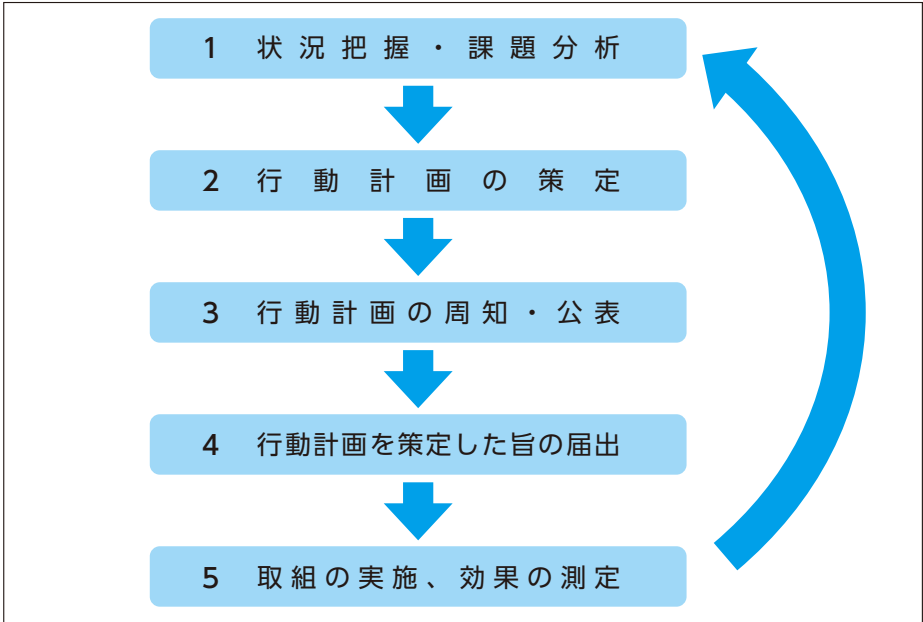 1 状況把握・課題分析
2 行動計画の策定
3 行動計画の周知・公表
4 行動計画を策定した旨の届出
5 取組の実施、効果の測定